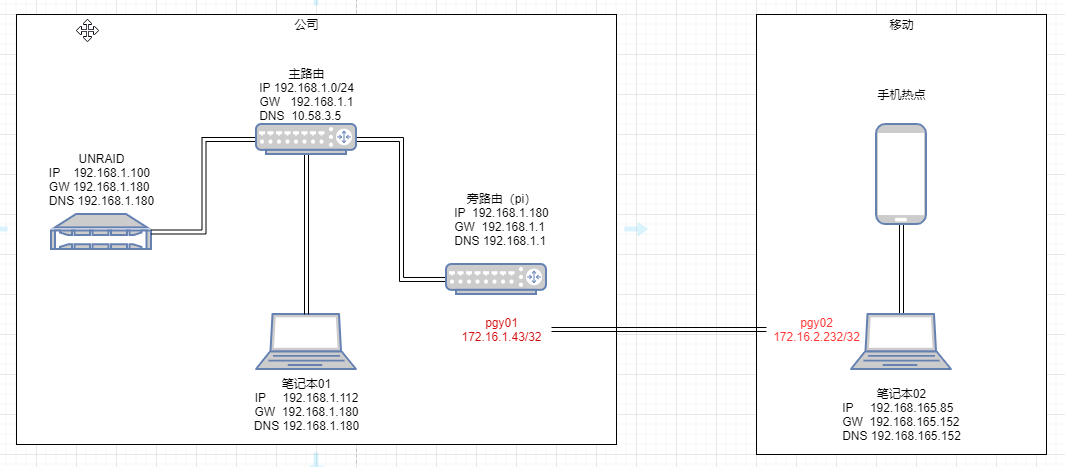 公司
主路由
IP 192.168.1.0/24
GW 192.168.1.1
DNS 10.58.3.5
UNRAID
IP 192.168.1.100
GW 192.168.1.180
DNS 192.168.1.180
旁路由（pi）
IP 192.168.1.180
GW 192.168.1.1
DNS 192.168.1.1
pgy01
172.16.1.43/32
笔记本01
IP 192.168.1.112
GW 192.168.1.180
DNS 192.168.1.180
移动
手机热点
pgy02
172.16.2.232/32
笔记本02
IP 192.168.165.85
GW 192.168.165.152
DNS 192.168.165.152